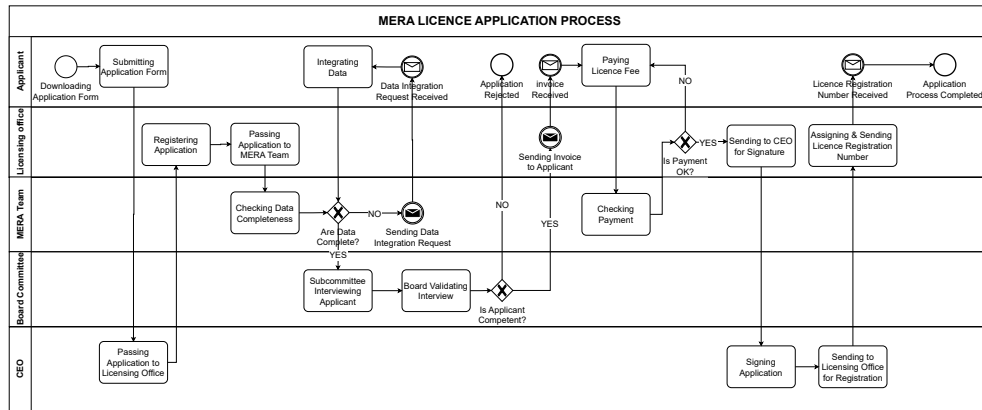 MERA LICENCE APPLICATION PROCESS
Applicant
Downloading
Application Form
Submitting
Application Form
Integrating
Data
Data Integration
Request Received
Application
Rejected
invoice
Received
Paying
Licence Fee
NO
Licence Registration
Number Received
Application
Process Completed
Licensing office
Registering
Application
Passing
Application to
MERA Team
Sending Invoice
to Applicant
Is Payment
OK?
YES
Sending to CEO
for Signature
Assigning & Sending
Licence Registration
Number
MERA Team
Checking Data
Completeness
Are Data
Complete?
NO
Sending Data
Integration Request
NO
YES
Checking
Payment
YES
Board Committee
Subcommittee
Interviewing
Applicant
Board Validating
Interview
Is Applicant
Competent?
CEO
Passing
Application to
Licensing Office
Signing
Application
Sending to
Licensing Office
for Registration